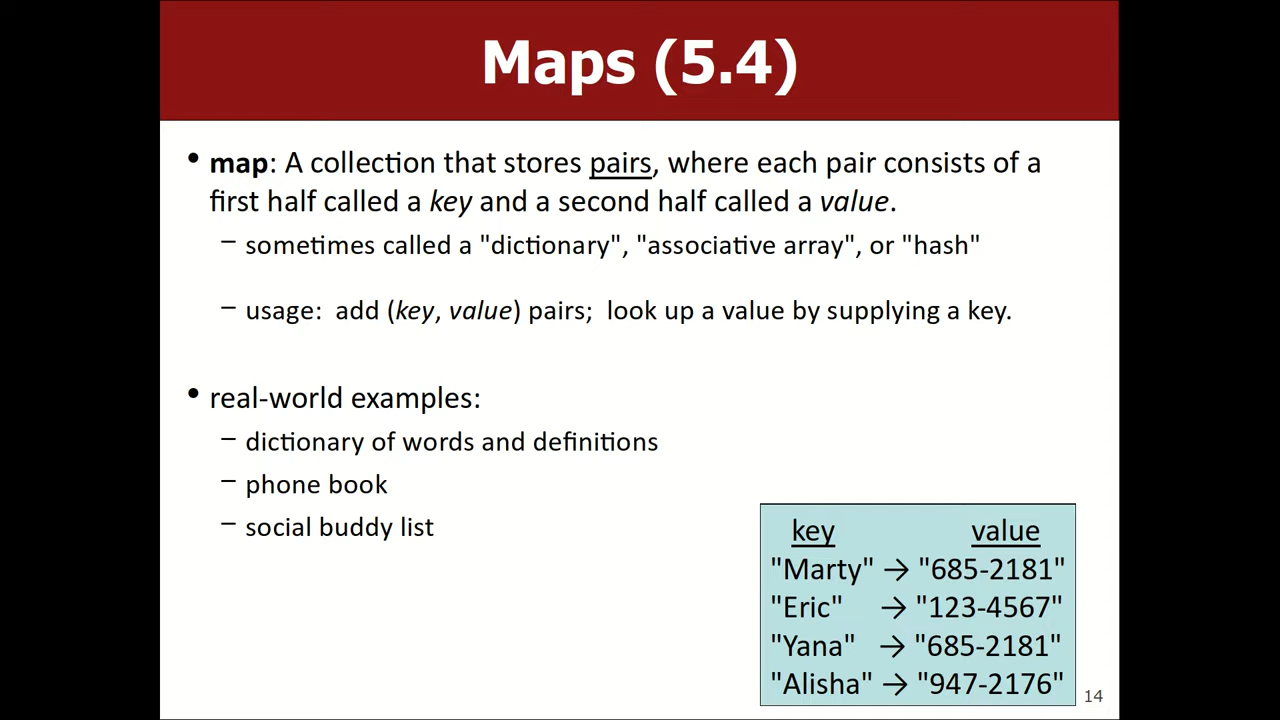 Maps (5.4)
• map: A collection that stores pairs, where each pair consists of a
first half called a key and a second half called a value.
– sometimes called a "dictionary", "associative array", or "hash"
– usage: add (key, value) pairs; look up a value by supplying a key.
• real-world examples:
– dictionary of words and definitions
– phone book
– social buddy list
key value
"Marty" → "685-2181"
"Eric" → "123-4567"
"Yana" → "685-2181"
"Alisha" → "947-2176"
14